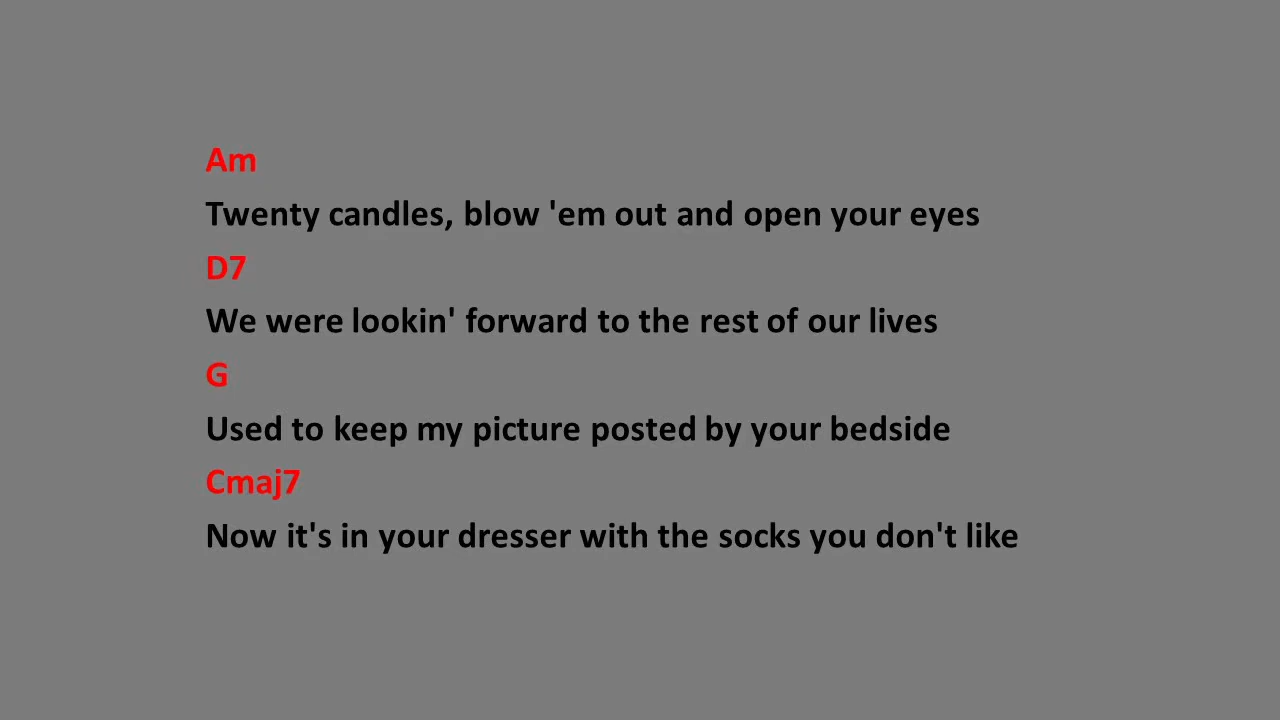 Am
Twenty candles, blow 'em out and open your eyes
D7
We were lookin' forward to the rest of our lives
G
Used to keep my picture posted by your bedside
Cmaj7
Now it's in your dresser with the socks you don't like